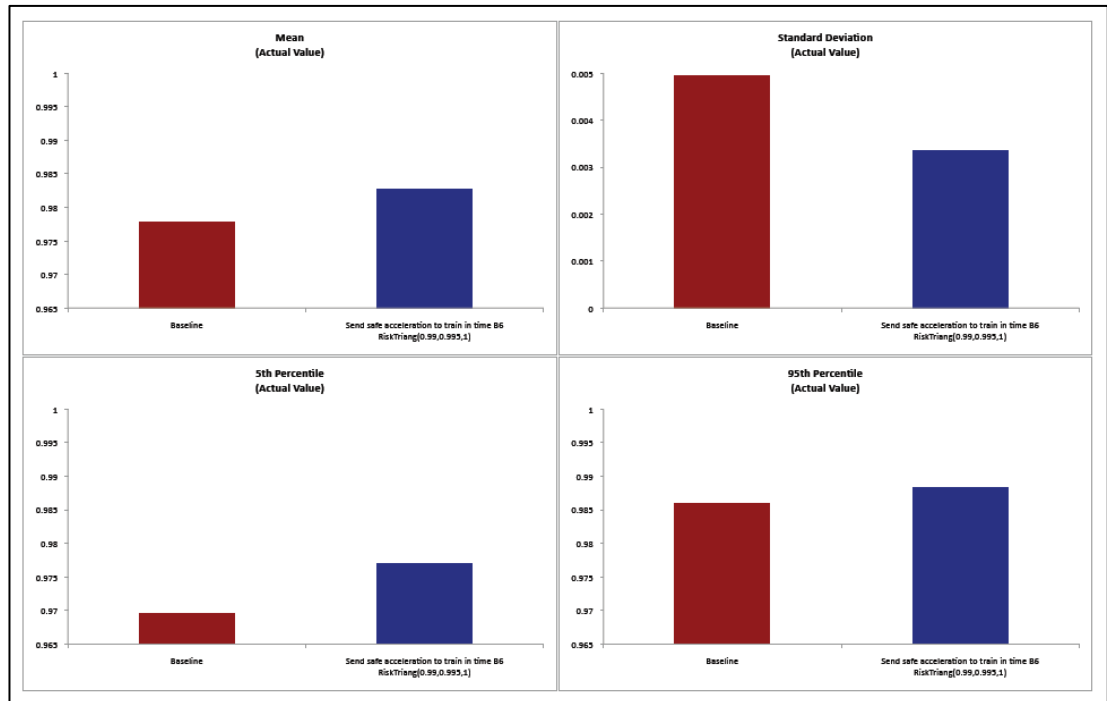 Mean
(Actual Value)
1
0.995
0.99
0.985
0.98
0.975
0.97
0.965
Baseline
Send safe acceleration to train in time B6
RiskTriang(0.99,0.995,1)
Standard Deviation
(Actual Value)
0.005
0.004
0.003
0.002
0.001
0
Baseline
Send safe acceleration to train in time B6
RiskTriang(0.99,0.995,1)
5th Percentile
(Actual Value)
1
0.995
0.99
0.985
0.98
0.975
0.97
0.965
Baseline
Send safe acceleration to train in time B6
RiskTriang(0.99,0.995,1)
95th Percentile
(Actual Value)
1
0.995
0.99
0.985
0.98
0.975
0.97
0.965
Baseline
Send safe acceleration to train in time B6
RiskTriang(0.99,0.995,1)